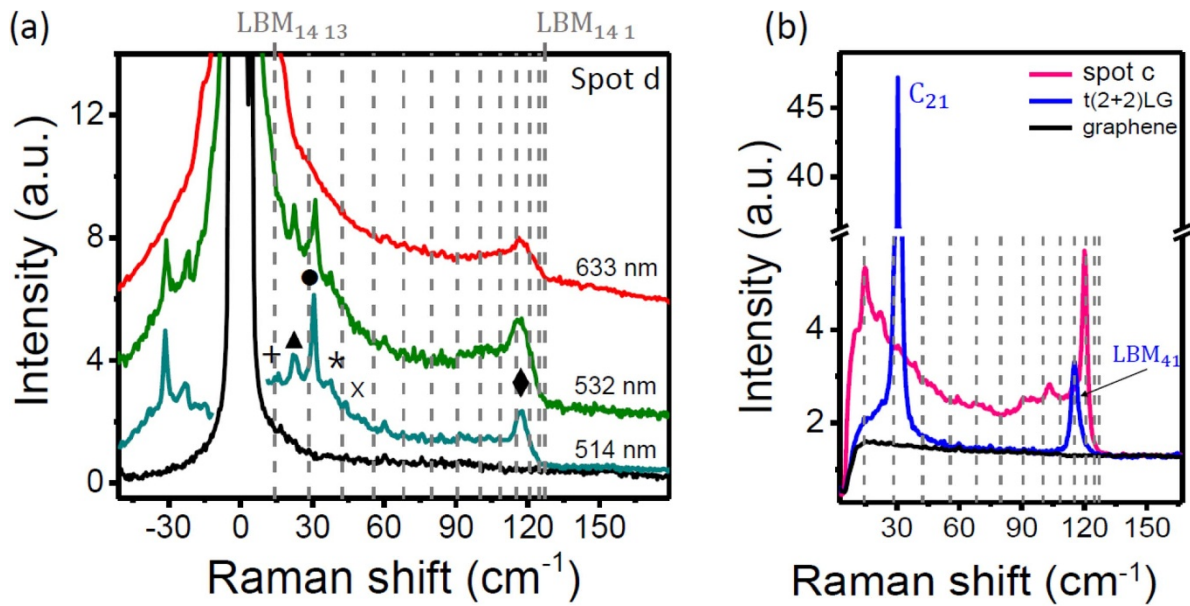 (a)
LBM14 13
LBM14 1
Spot d
12
8
4
0
Intensity (a.u.)
633 nm
532 nm
514 nm
+
▲
●
*
x
♦
-30
0
30
60
90
120
150
Raman shift (cm-1)
(b)
spot c
t(2+2)LG
graphene
C21
LBM41
45
40
4
2
Intensity (a.u.)
30
60
90
120
150
Raman shift (cm-1)